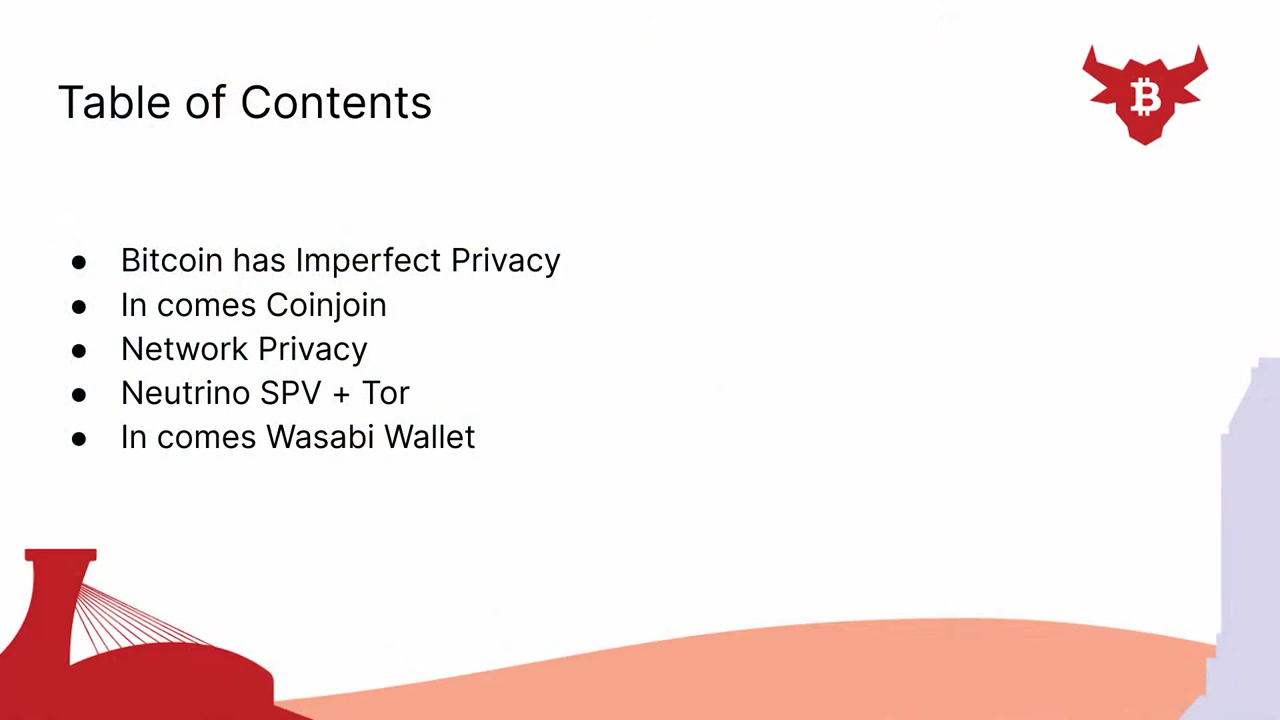 Table of Contents
● Bitcoin has Imperfect Privacy
● In comes Coinjoin
● Network Privacy
● Neutrino SPV + Tor
● In comes Wasabi Wallet